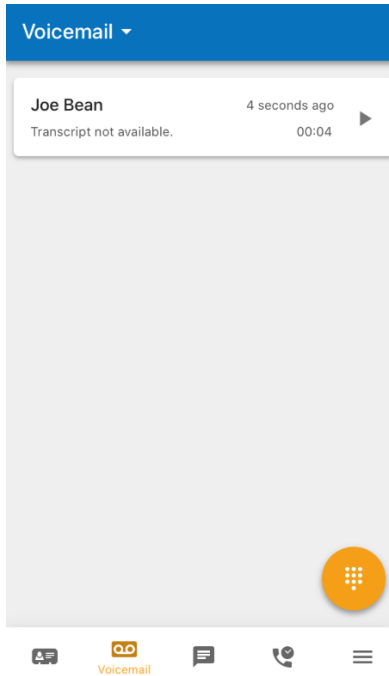 Voicemail
Joe Bean
4 seconds ago
Transcript not available.
00:04
Voicemail